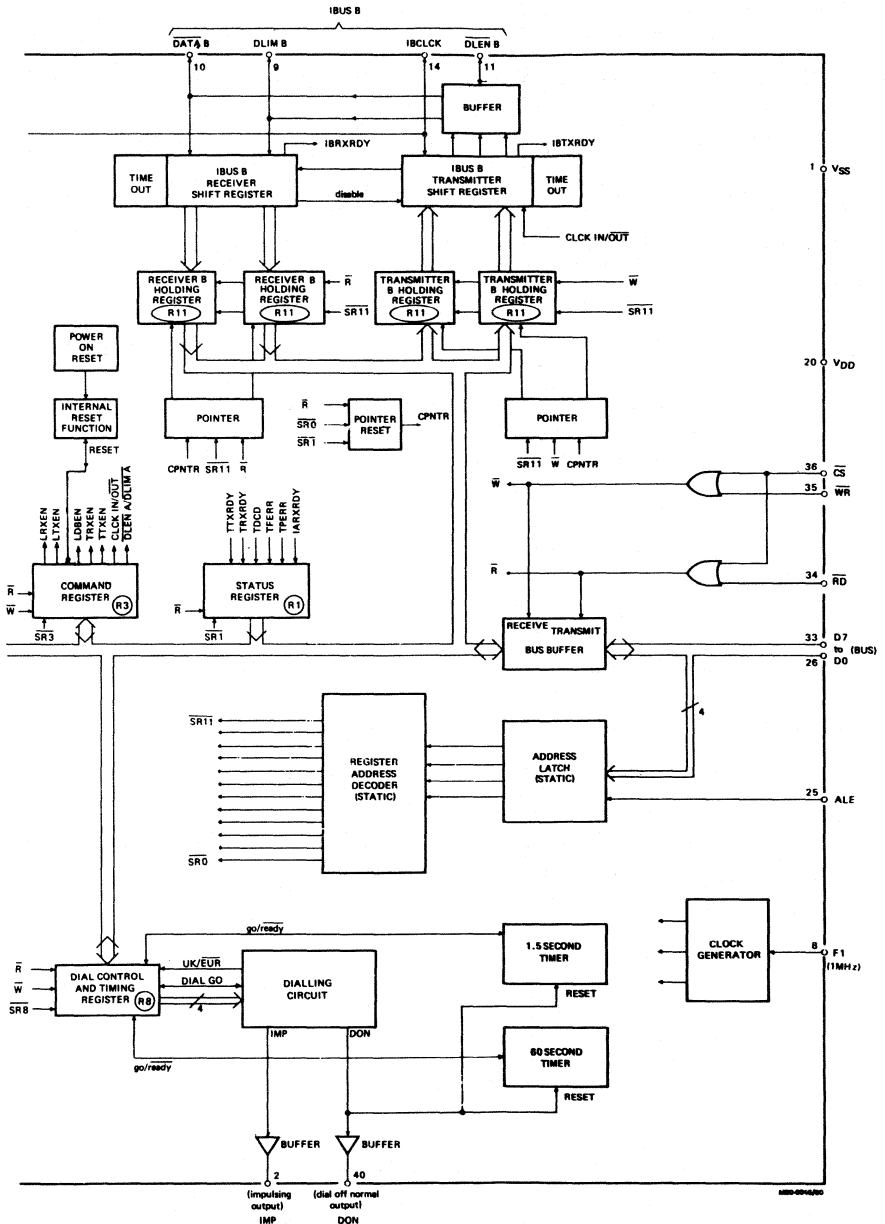 IBUS B
DATA B
DLIM B
IBCLCK
DLEN B
10
9
14
11
BUFFER
IBRXRDY
IBTXRDY
TIME OUT
IBUS B
RECEIVER
SHIFT REGISTER
disable
IBUS B
TRANSMITTER
SHIFT REGISTER
TIME OUT
1
VSS
CLCK IN/OUT
RECEIVER B
HOLDING
REGISTER
R11
RECEIVER B
HOLDING
REGISTER
R11
R
SR11
TRANSMITTER
B HOLDING
REGISTER
R11
TRANSMITTER
B HOLDING
REGISTER
R11
W
SR11
POWER
ON
RESET
20
VDD
INTERNAL
RESET
FUNCTION
RESET
POINTER
CPNTR
SR11
R
R
SR0
SR1
POINTER
RESET
CPNTR
POINTER
SR11
W
CPNTR
36
CS
35
WR
W
R
34
RD
LRXEN
LTXEN
LDBEN
TRXEN
TTXEN
CLCK IN/OUT
DLEN A/DLIM A
TTXRDY
TRXRDY
TDCD
TFERR
TPERR
IARXRDY
R
W
COMMAND
REGISTER
R3
SR3
R
STATUS
REGISTER
R1
SR1
RECEIVE
TRANSMIT
BUS BUFFER
33
D7
to
(BUS)
26
D0
4
SR11
SR0
REGISTER
ADDRESS
DECODER
(STATIC)
ADDRESS
LATCH
(STATIC)
25
ALE
go/ready
R
W
SR8
DIAL CONTROL
AND TIMING
REGISTER
R8
UK/EUR
DIAL GO
4
DIALLING
CIRCUIT
IMP
DON
1.5 SECOND
TIMER
RESET
CLOCK
GENERATOR
8
F1
(1MHz)
go/ready
60 SECOND
TIMER
RESET
BUFFER
BUFFER
2
(impulsing
output)
IMP
40
(dial off normal
output)
DON